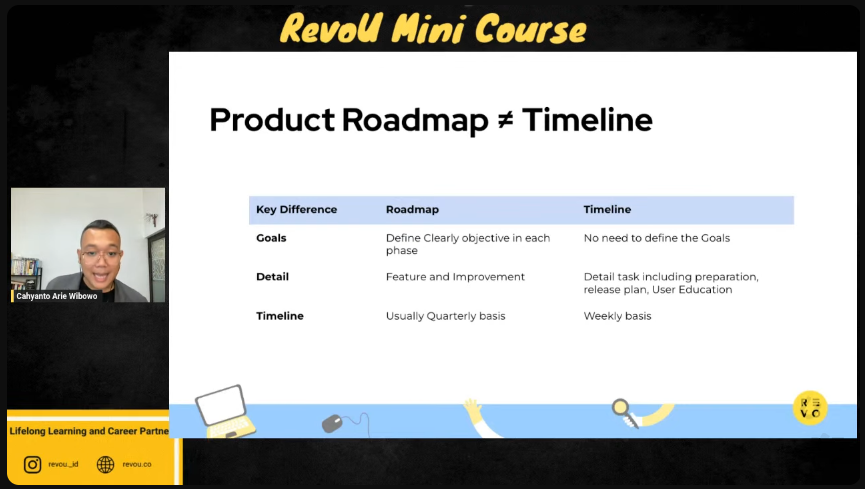 RevoU Mini Course
Product Roadmap ≠ Timeline
Key Difference Roadmap Timeline
Goals Define Clearly objective in each phase No need to define the Goals
Detail Feature and Improvement Detail task including preparation, release plan, User Education
Timeline Usually Quarterly basis Weekly basis
Cahyanto Arie Wibowo
Lifelong Learning and Career Partne
revou_id
revou.co